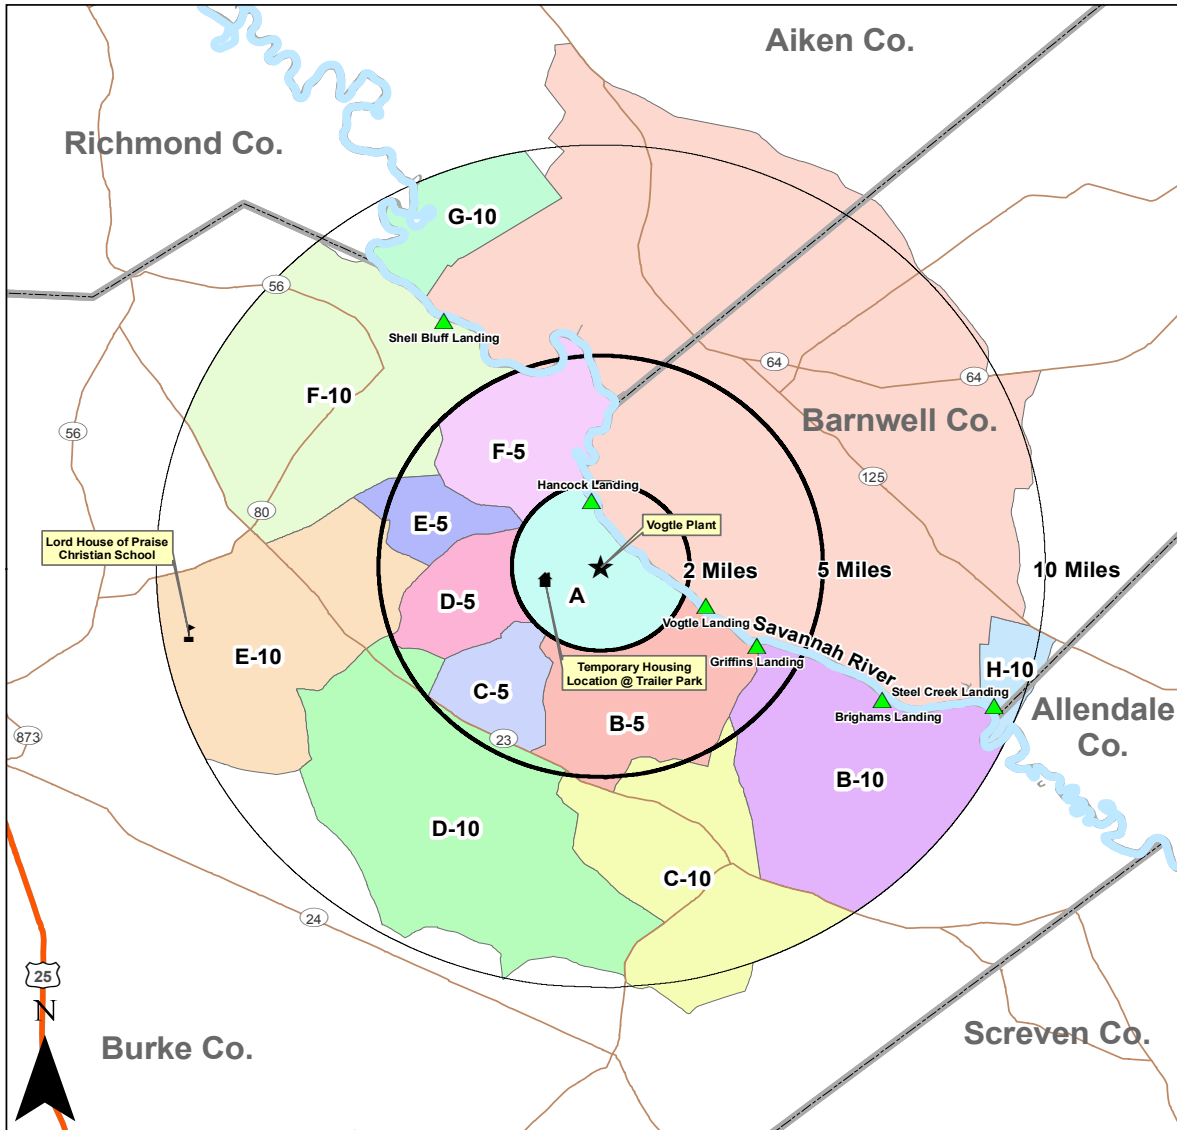 Aiken Co.
Richmond Co.
G-10
56
Shell Bluff Landing
64
64
F-10
Barnwell Co.
56
F-5
125
Hancock Landing
80
E-5
Vogtle Plant
Lord House of Praise
Christian School
2 Miles
5 Miles
10 Miles
A
D-5
Vogtle Landing
Savannah River
E-10
Griffins Landing
Temporary Housing
Location @ Trailer Park
H-10
C-5
Steel Creek Landing
Brighams Landing
Allendale
Co.
B-5
873
23
B-10
D-10
C-10
24
25
N
Burke Co.
Screven Co.